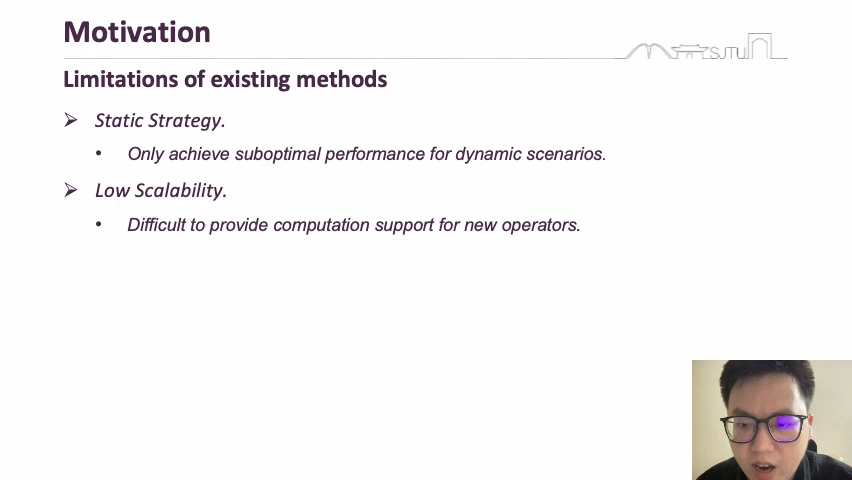 Motivation
SJTU
Limitations of existing methods
Static Strategy.
Only achieve suboptimal performance for dynamic scenarios.
Low Scalability.
Difficult to provide computation support for new operators.